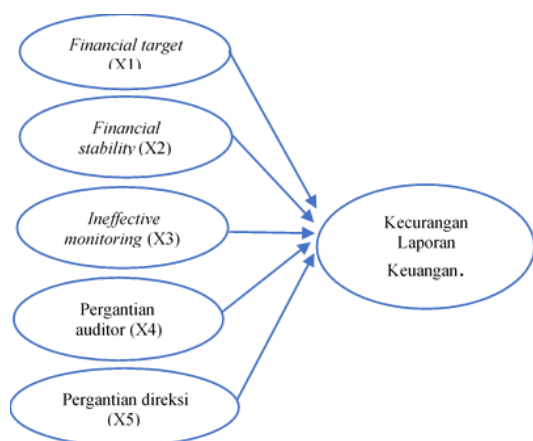 Financial target
(X1)
Financial
stability (X2)
Ineffective
monitoring (X3)
Pergantian
auditor (X4)
Pergantian direksi
(X5)
Kecurangan
Laporan
Keuangan.